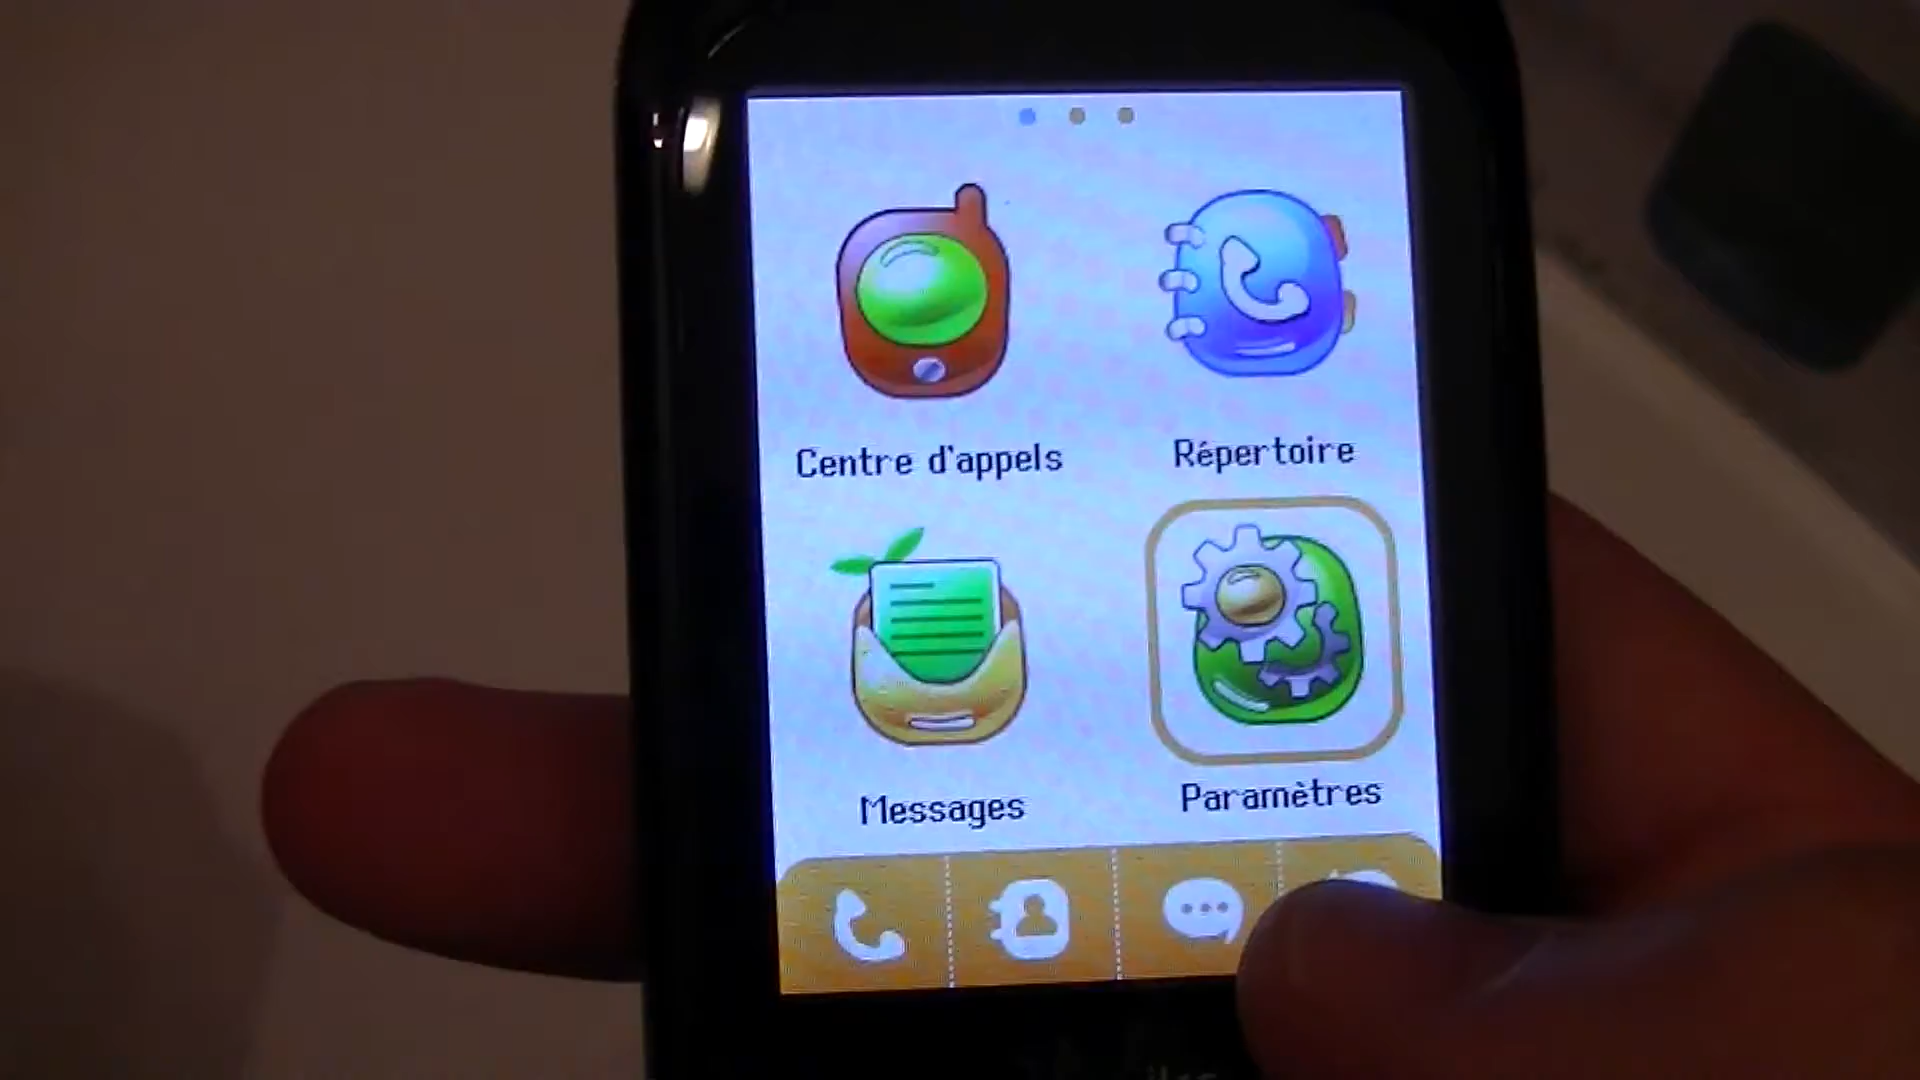 Centre d'appels
Répertoire
Messages
Paramètres